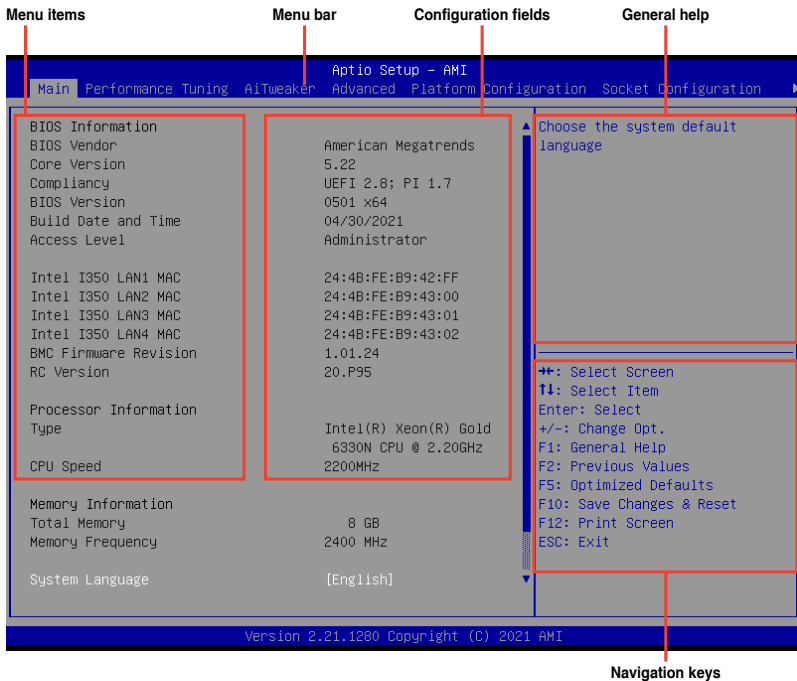 Menu items Menu bar Configuration fields General help
Aptio Setup – AMI
Main Performance Tuning AiTweaker Advanced Platform Configuration Socket Configuration
BIOS Information
BIOS Vendor American Megatrends
Core Version 5.22
Compliancy UEFI 2.8; PI 1.7
BIOS Version 0501 x64
Build Date and Time 04/30/2021
Access Level Administrator
Intel I350 LAN1 MAC 24:4B:FE:B9:42:FF
Intel I350 LAN2 MAC 24:4B:FE:B9:43:00
Intel I350 LAN3 MAC 24:4B:FE:B9:43:01
Intel I350 LAN4 MAC 24:4B:FE:B9:43:02
BMC Firmware Revision 1.01.24
RC Version 20.P95
Processor Information
Type Intel(R) Xeon(R) Gold
6330N CPU @ 2.20GHz
CPU Speed 2200MHz
Memory Information
Total Memory 8 GB
Memory Frequency 2400 MHz
System Language [English]
Choose the system default
language
→←: Select Screen
↑↓: Select Item
Enter: Select
+/-: Change Opt.
F1: General Help
F2: Previous Values
F5: Optimized Defaults
F10: Save Changes & Reset
F12: Print Screen
ESC: Exit
Version 2.21.1280 Copyright (C) 2021 AMI
Navigation keys